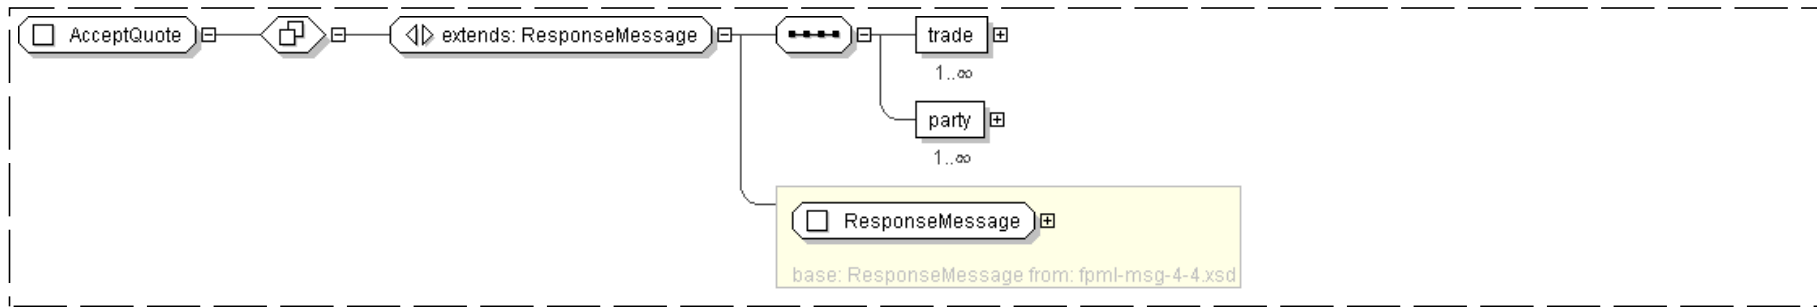 AcceptQuote
extends: ResponseMessage
trade
1..∞
party
1..∞
ResponseMessage
base: ResponseMessage from: fpml-msg-4-4.xsd